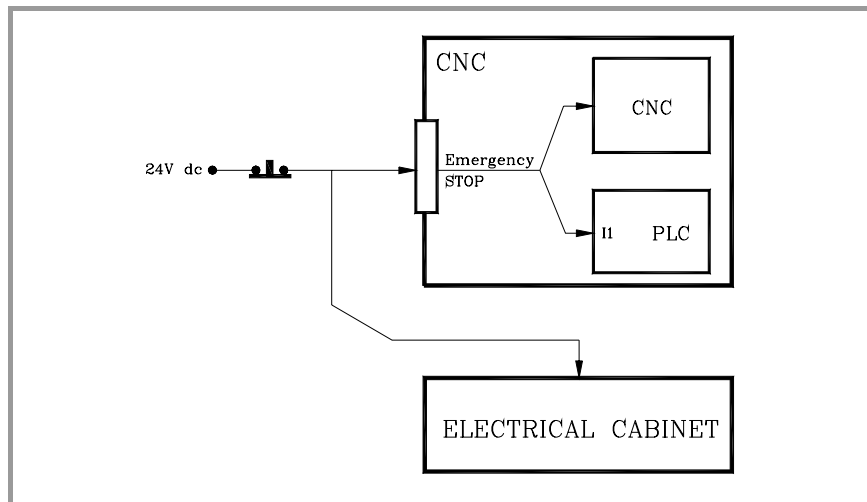 CNC
CNC
24V dc
Emergency
STOP
I1 PLC
ELECTRICAL CABINET